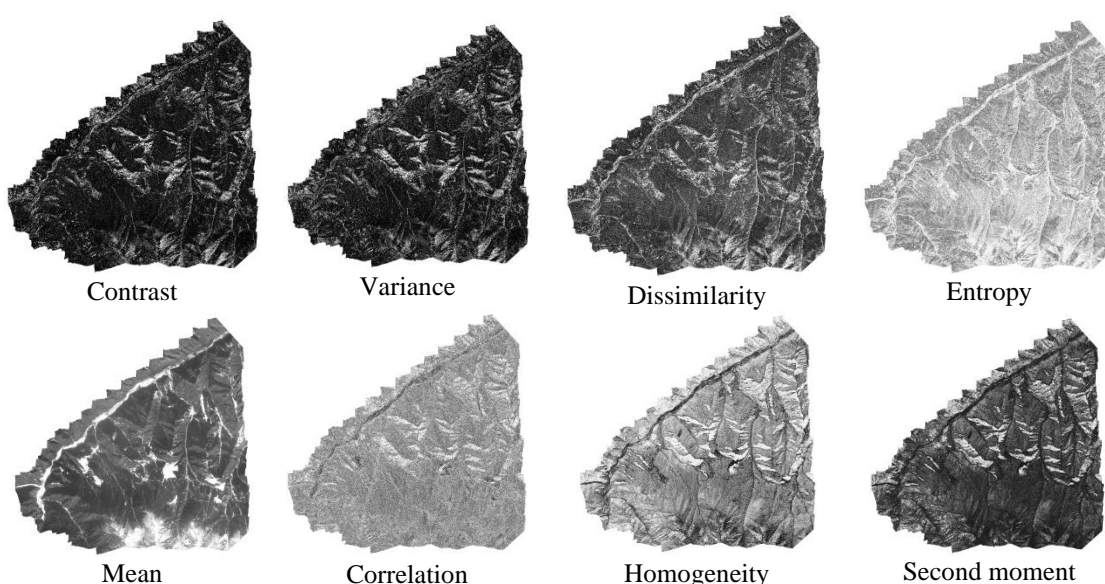 Contrast
Variance
Dissimilarity
Entropy
Mean
Correlation
Homogeneity
Second moment